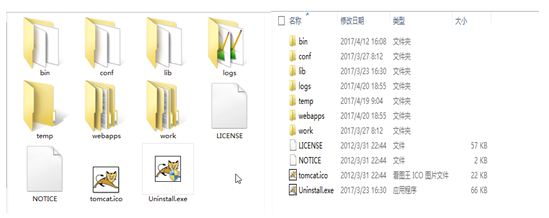 bin conf lib logs
temp webapps work LICENSE
NOTICE tomcat.ico Uninstall.exe
名称 修改日期 类型 大小
bin 2017/4/12 16:08 文件夹
conf 2017/3/27 8:12 文件夹
lib 2017/3/23 16:30 文件夹
logs 2017/4/20 18:55 文件夹
temp 2017/4/19 9:04 文件夹
webapps 2017/4/20 18:55 文件夹
work 2017/3/27 8:12 文件夹
LICENSE 2012/3/31 22:44 文件 57 KB
NOTICE 2012/3/31 22:44 文件 2 KB
tomcat.ico 2012/3/31 22:44 看图王 ICO 图片文件 22 KB
Uninstall.exe 2017/3/23 16:30 应用程序 66 KB